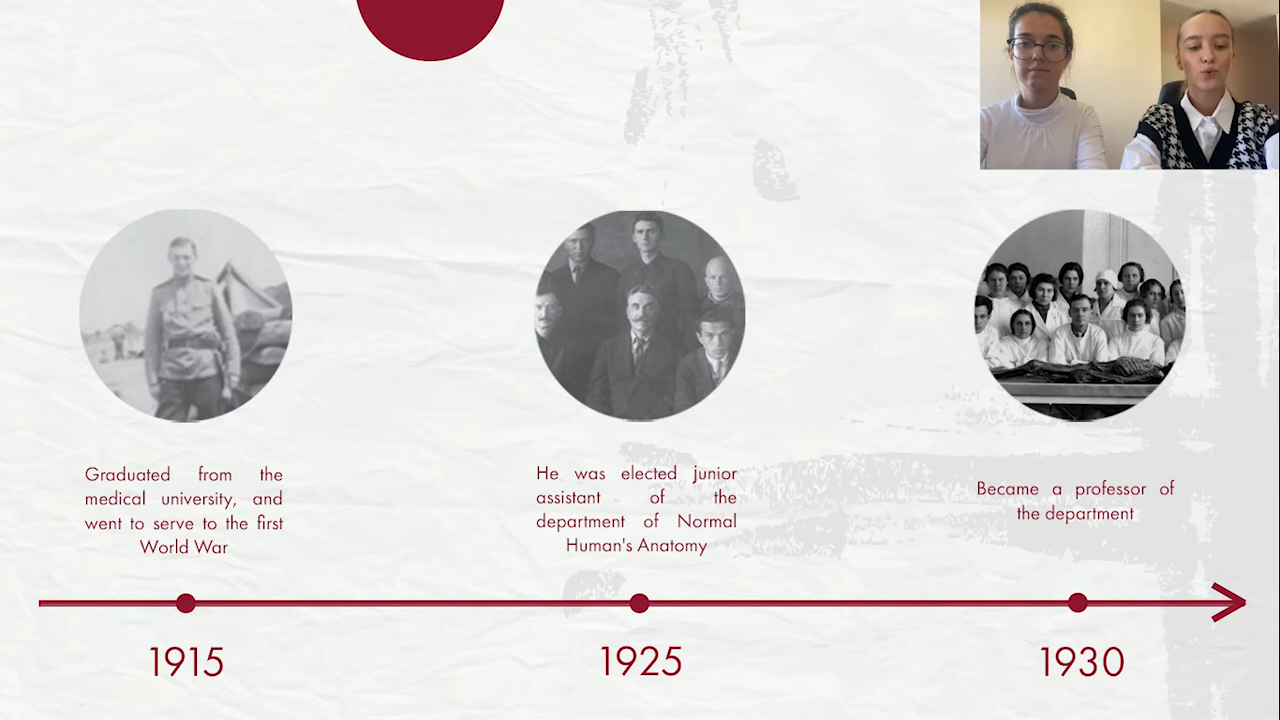 Graduated from the
medical university, and
went to serve to the first
World War
He was elected junior
assistant of the
department of Normal
Human's Anatomy
Became a professor of
the department
1915
1925
1930